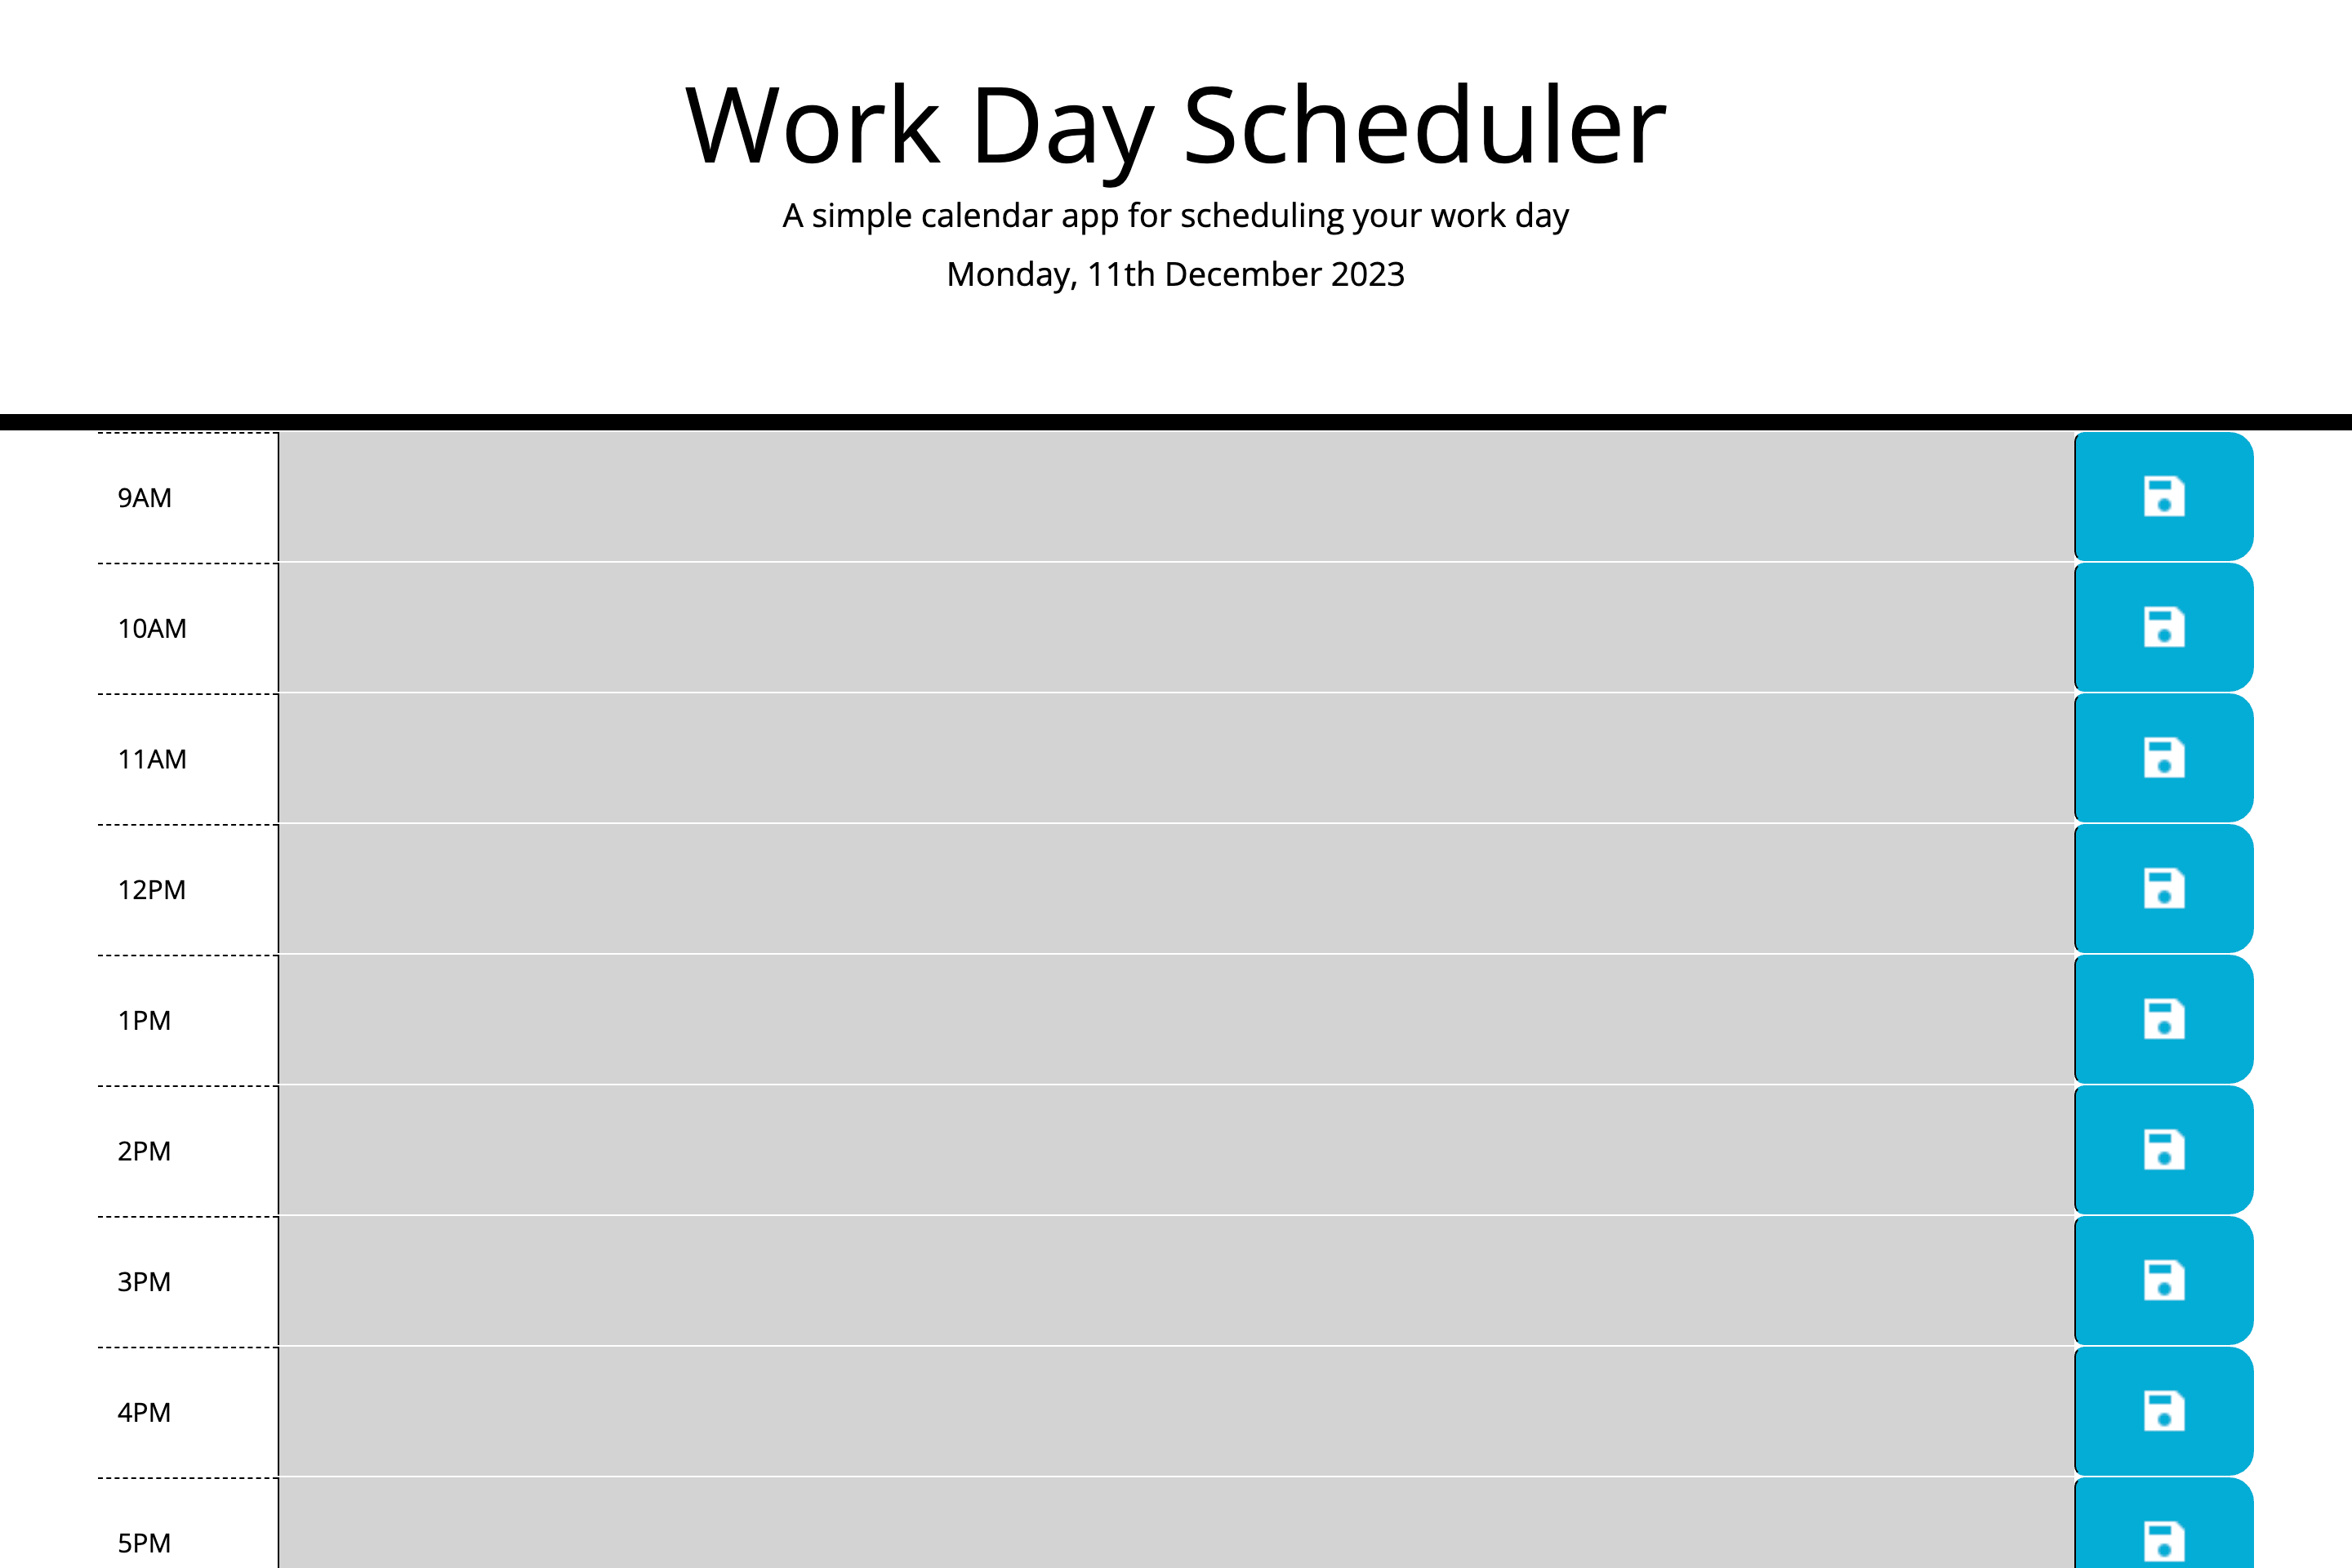 Work Day Scheduler
A simple calendar app for scheduling your work day
Monday, 11th December 2023
9AM
10AM
11AM
12PM
1PM
2PM
3PM
4PM
5PM